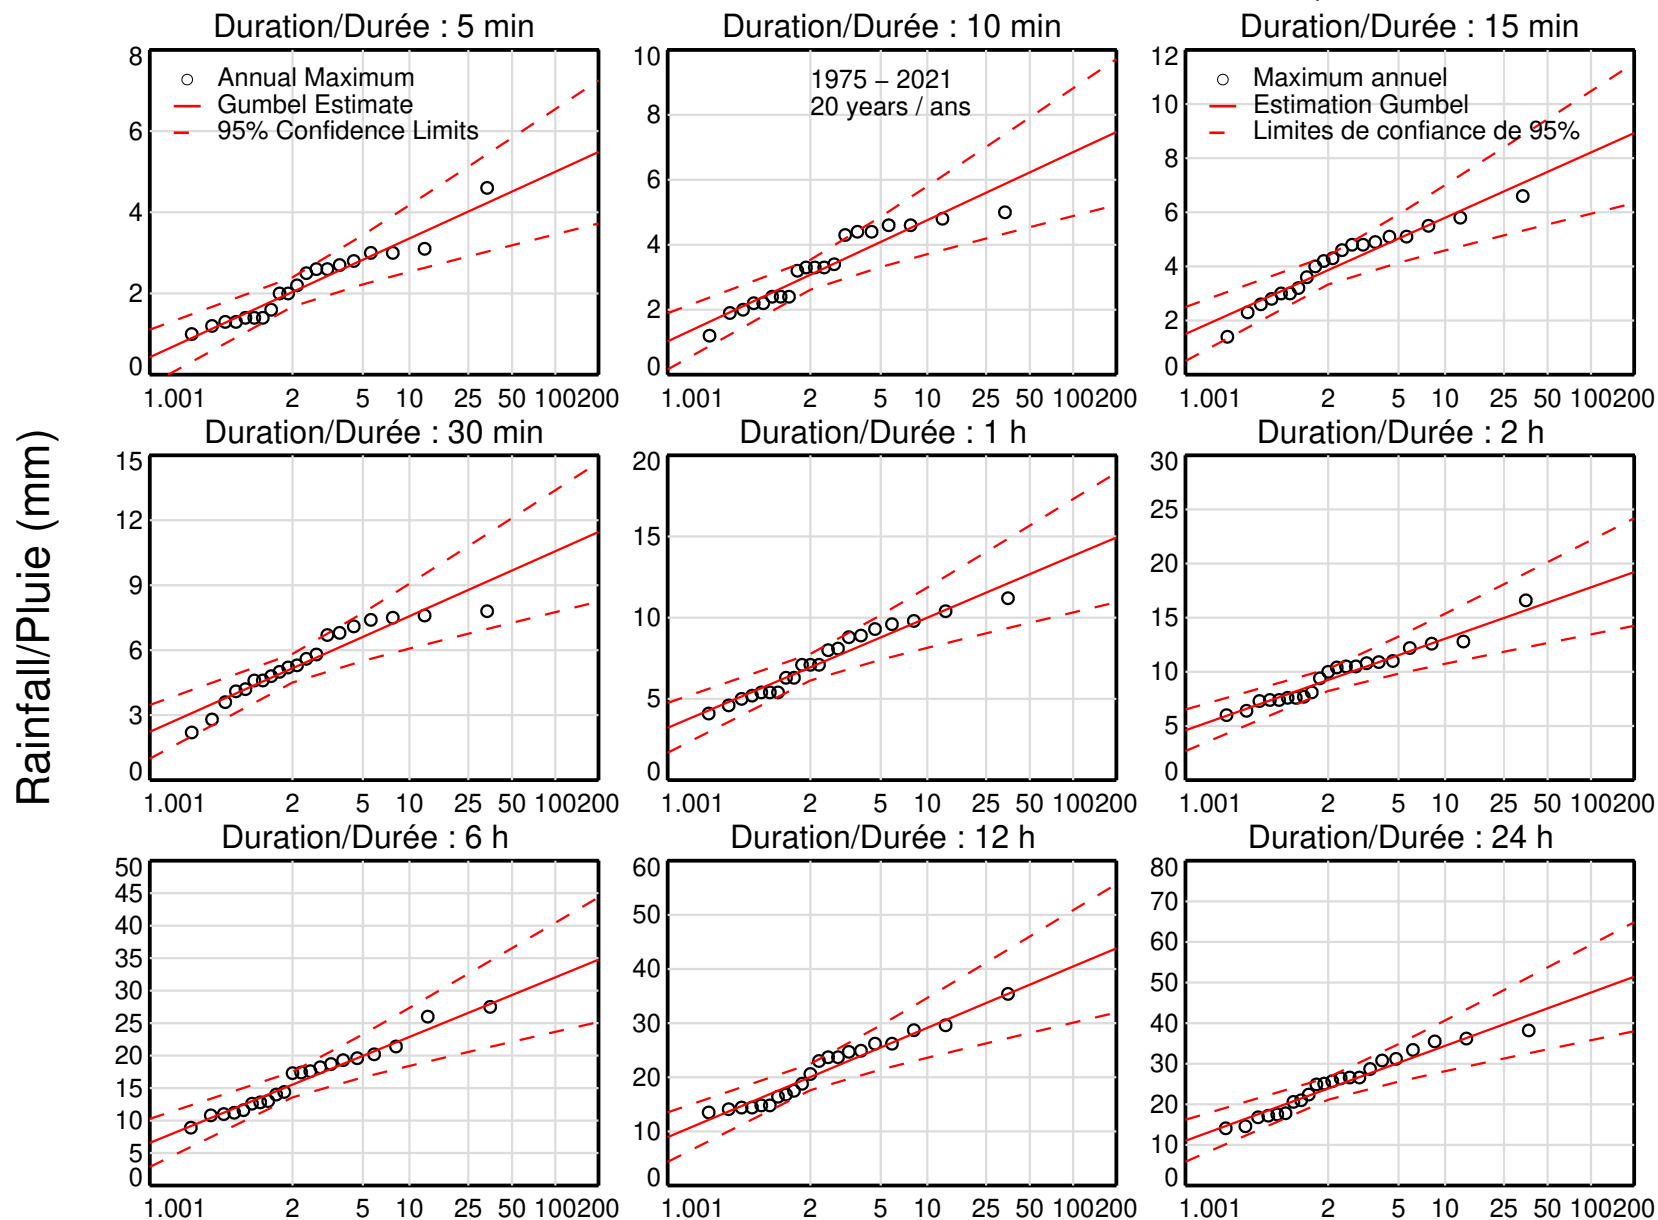 Duration/Durée : 5 min
8
6
4
2
0
○ Annual Maximum
Gumbel Estimate
95% Confidence Limits
1.001 2 5 10 25 50 100200
Duration/Durée : 10 min
10
8
6
4
2
0
1975 – 2021
20 years / ans
1.001 2 5 10 25 50 100200
Duration/Durée : 15 min
12
10
8
6
4
2
0
○ Maximum annuel
Estimation Gumbel
Limites de confiance de 95%
1.001 2 5 10 25 50 100200
Rainfall/Pluie (mm)
Duration/Durée : 30 min
15
12
9
6
3
0
1.001 2 5 10 25 50 100200
Duration/Durée : 1 h
20
15
10
5
0
1.001 2 5 10 25 50 100200
Duration/Durée : 2 h
30
25
20
15
10
5
0
1.001 2 5 10 25 50 100200
Duration/Durée : 6 h
50
45
40
35
30
25
20
15
10
5
0
1.001 2 5 10 25 50 100200
Duration/Durée : 12 h
60
50
40
30
20
10
0
1.001 2 5 10 25 50 100200
Duration/Durée : 24 h
80
70
60
50
40
30
20
10
0
1.001 2 5 10 25 50 100200